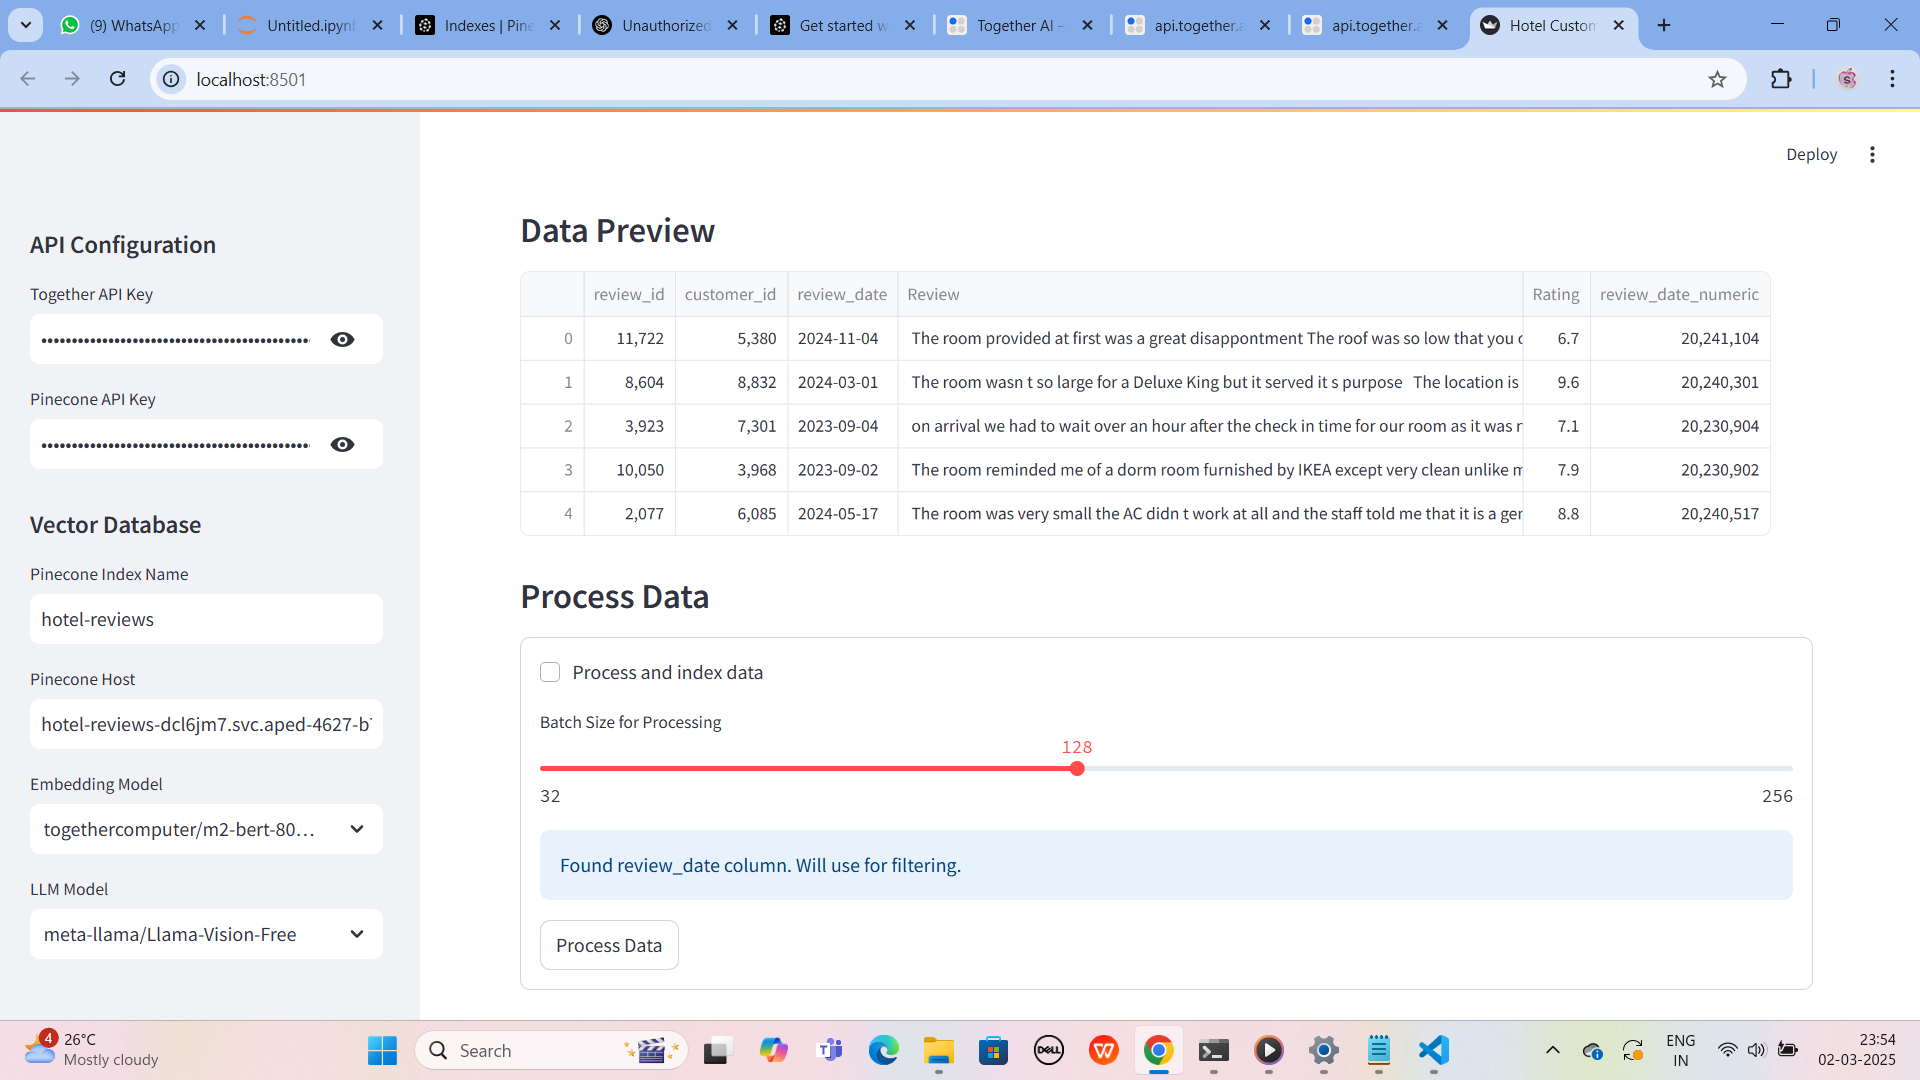 (9) WhatsApp
Untitled.ipynb
Indexes | Pine
Unauthorized
Get started w
Together AI –
api.together.a
api.together.a
Hotel Custom
localhost:8501
Deploy
API Configuration
Together API Key
••••••••••••••••••••••••••••••••••••••••••••
Pinecone API Key
••••••••••••••••••••••••••••••••••••••••••••
Vector Database
Pinecone Index Name
hotel-reviews
Pinecone Host
hotel-reviews-dcl6jm7.svc.aped-4627-b7
Embedding Model
togethercomputer/m2-bert-80…
LLM Model
meta-llama/Llama-Vision-Free
Data Preview
review_id customer_id review_date Review Rating review_date_numeric
0 11,722 5,380 2024-11-04 The room provided at first was a great disappontment The roof was so low that you c 6.7 20,241,104
1 8,604 8,832 2024-03-01 The room wasn t so large for a Deluxe King but it served it s purpose The location is 9.6 20,240,301
2 3,923 7,301 2023-09-04 on arrival we had to wait over an hour after the check in time for our room as it was r 7.1 20,230,904
3 10,050 3,968 2023-09-02 The room reminded me of a dorm room furnished by IKEA except very clean unlike m 7.9 20,230,902
4 2,077 6,085 2024-05-17 The room was very small the AC didn t work at all and the staff told me that it is a ger 8.8 20,240,517
Process Data
Process and index data
Batch Size for Processing
128
32 256
Found review_date column. Will use for filtering.
Process Data
4
26°C
Mostly cloudy
Search
DELL
ENG
IN
23:54
02-03-2025